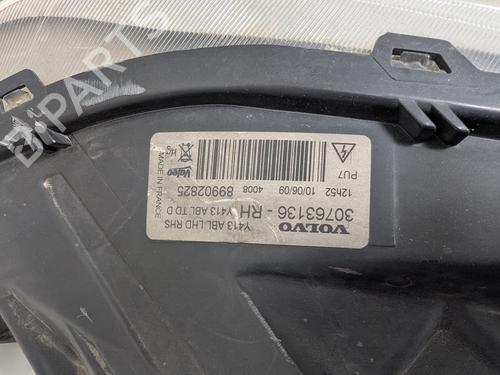 Y413 ABL LHD RHS
VOLVO
30763136 - RH Y413 ABL TD D
12h52 10/06/09 4008 89902825
PU7
Valeo
Hg
MADE IN FRANCE
B-PARTS